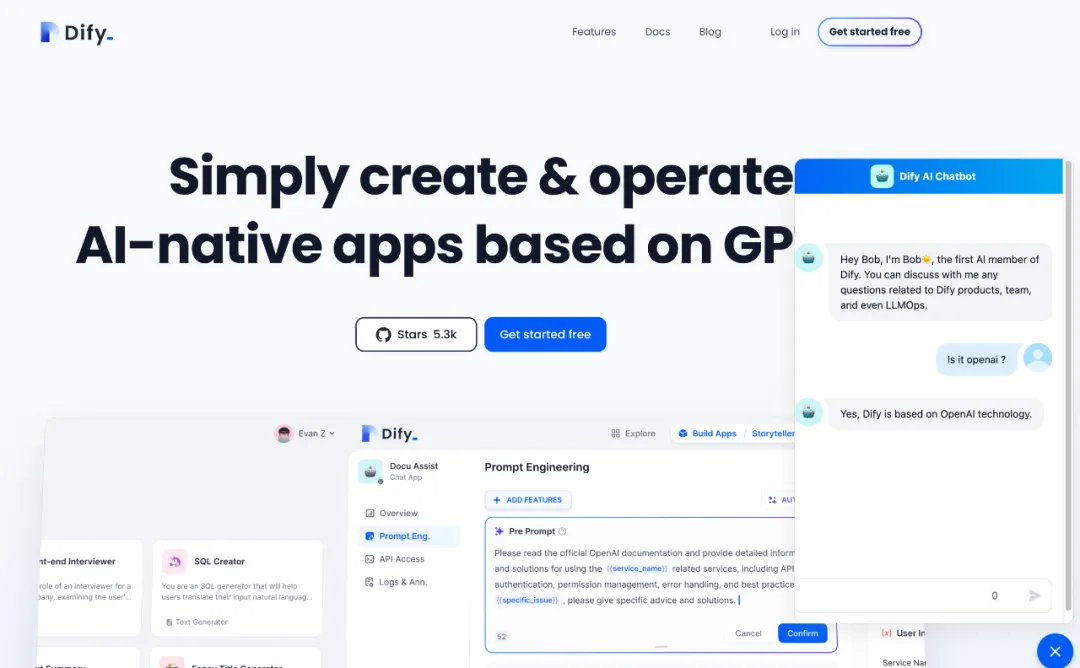 Dify_
Features Docs Blog Log in Get started free
Simply create & operate
AI-native apps based on GP
Stars 5.3k Get started free
Dify AI Chatbot
Hey Bob, I'm Bob🌟, the first AI member of
Dify. You can discuss with me any
questions related to Dify products, team,
and even LLMOps.
Is it openai ?
Yes, Dify is based on OpenAI technology.
0
Evan Z
Dify_
Explore Build Apps / Storyteller
Docu Assist
Chat App
Overview
Prompt Eng.
API Access
Logs & Ann.
Prompt Engineering
+ ADD FEATURES
AU
Pre Prompt
Please read the official OpenAI documentation and provide detailed inform
and solutions for using the {{service_name}} related services, including API
authentication, permission management, error handling, and best practice
{{specific_issue}} , please give specific advice and solutions.
52
Cancel Confirm
{x} User In
Service Na
nt-end Interviewer
role of an interviewer for a
pany, examining the user'...
SQL Creator
You are an SQL generator that will help
users translate their input natural languag...
Text Generator